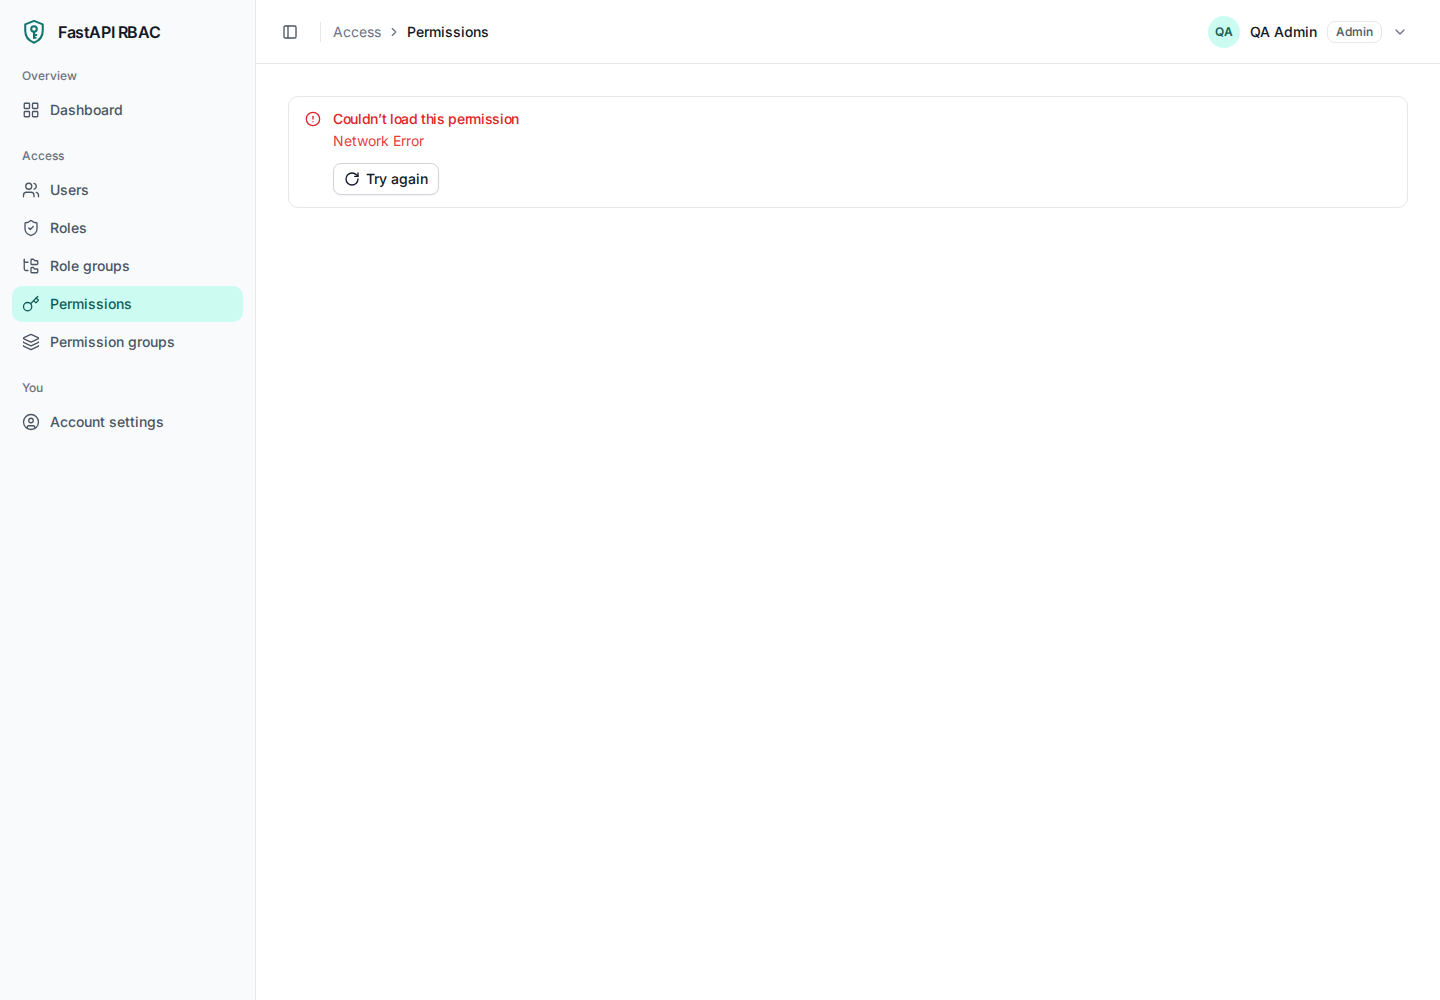 FastAPI RBAC
Overview
Dashboard
Access
Users
Roles
Role groups
Permissions
Permission groups
You
Account settings
Access > Permissions
QA QA Admin Admin
Couldn’t load this permission
Network Error
Try again